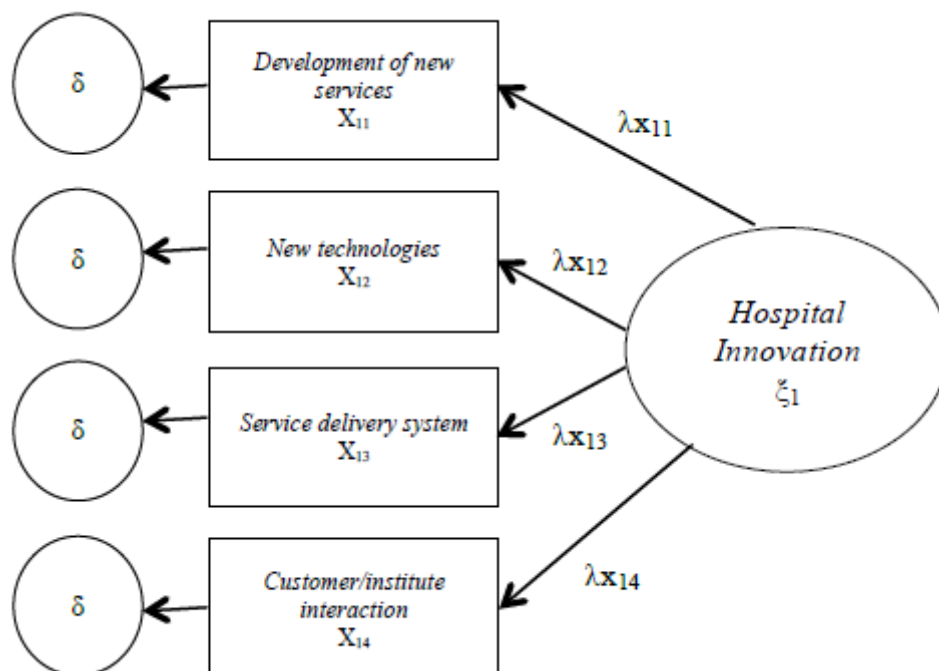 δ
Development of new
services
X₁₁
λx₁₁
δ
New technologies
X₁₂
λx₁₂
Hospital
Innovation
ξ₁
δ
Service delivery system
X₁₃
λx₁₃
δ
Customer/institute
interaction
X₁₄
λx₁₄